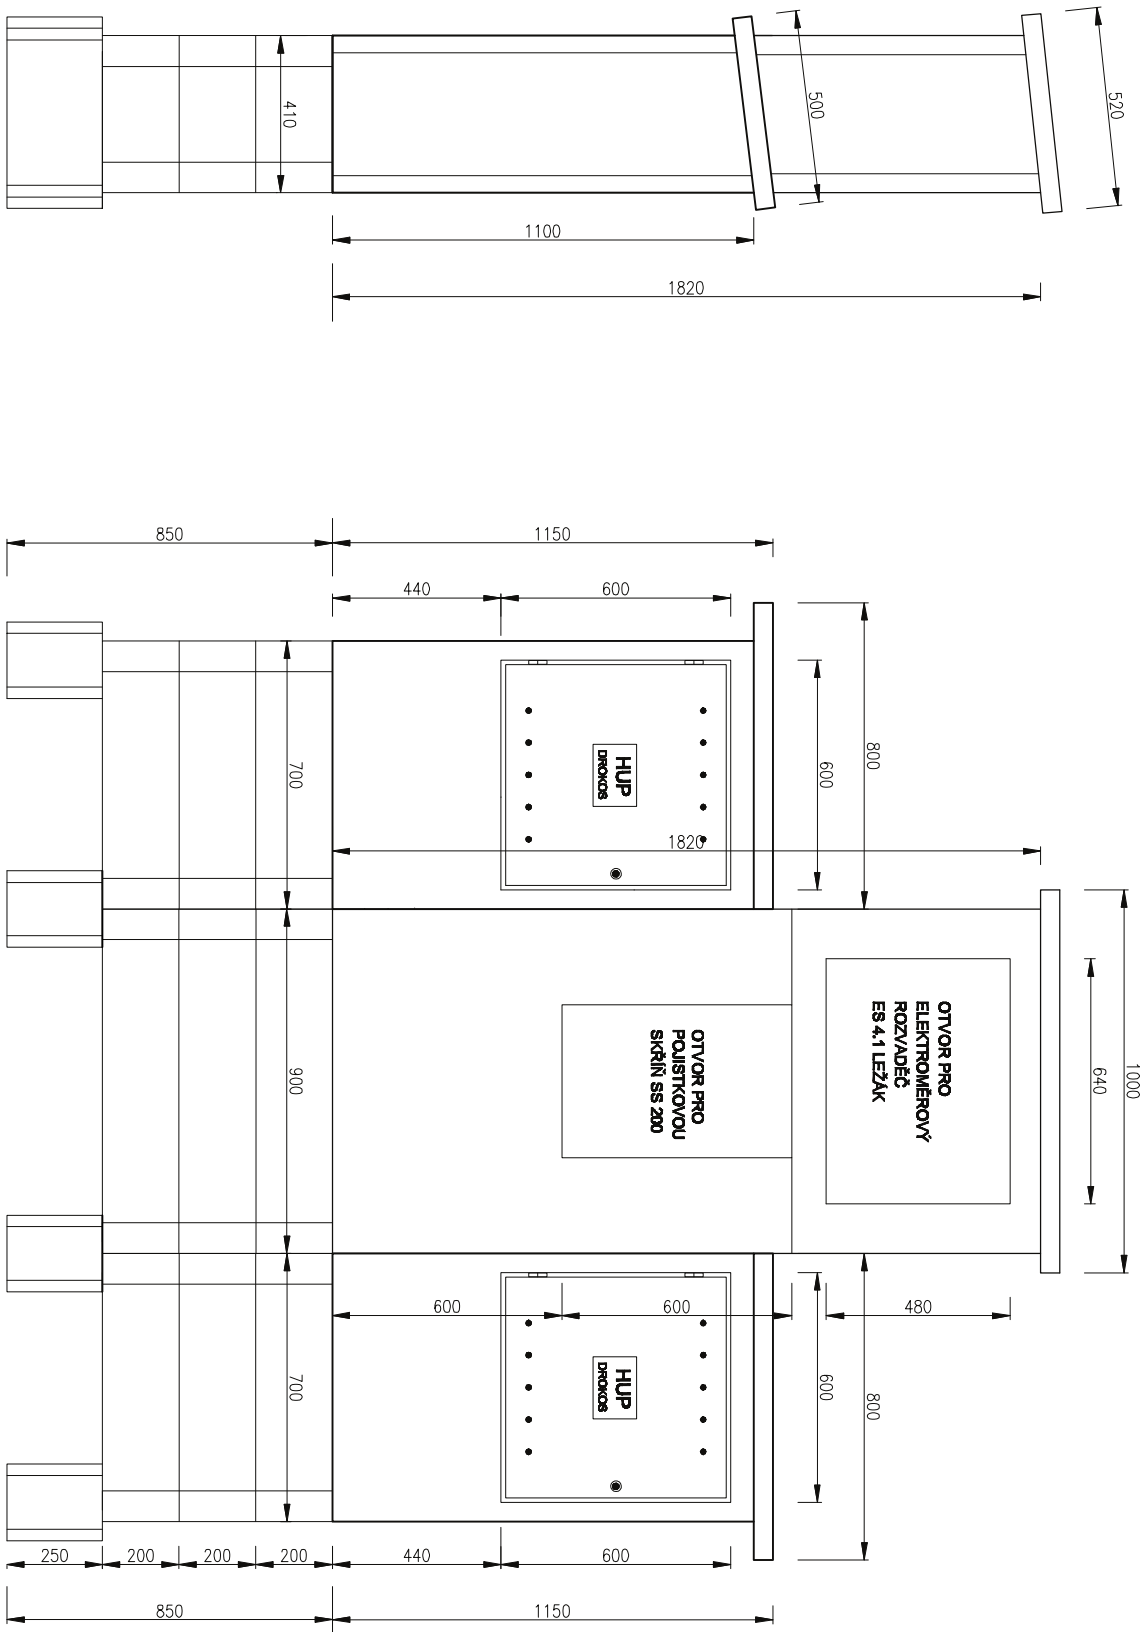 520
500
410
1100
1820
850
1150
440
600
800
600
700
HUP
DROKOS
1820
1000
640
OTVOR PRO
ELEKTROMĚROVÝ
ROZVADĚČ
ES 4.1 LEŽÁK
OTVOR PRO
POJISTKOVOU
SKŘÍŇ SS 200
900
600
600
480
HUP
DROKOS
700
600
800
250
200
200
200
440
600
850
1150